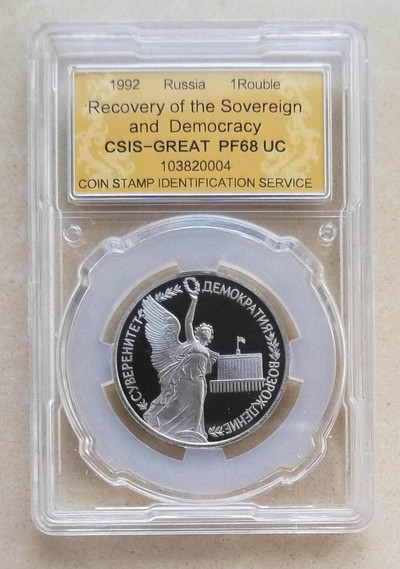 1992 Russia 1Rouble
Recovery of the Sovereign
and Democracy
CSIS-GREAT PF68 UC
103820004
COIN STAMP IDENTIFICATION SERVICE
СУВЕРЕНИТЕТ
ДЕМОКРАТИЯ
ВОЗРОЖДЕНИЕ